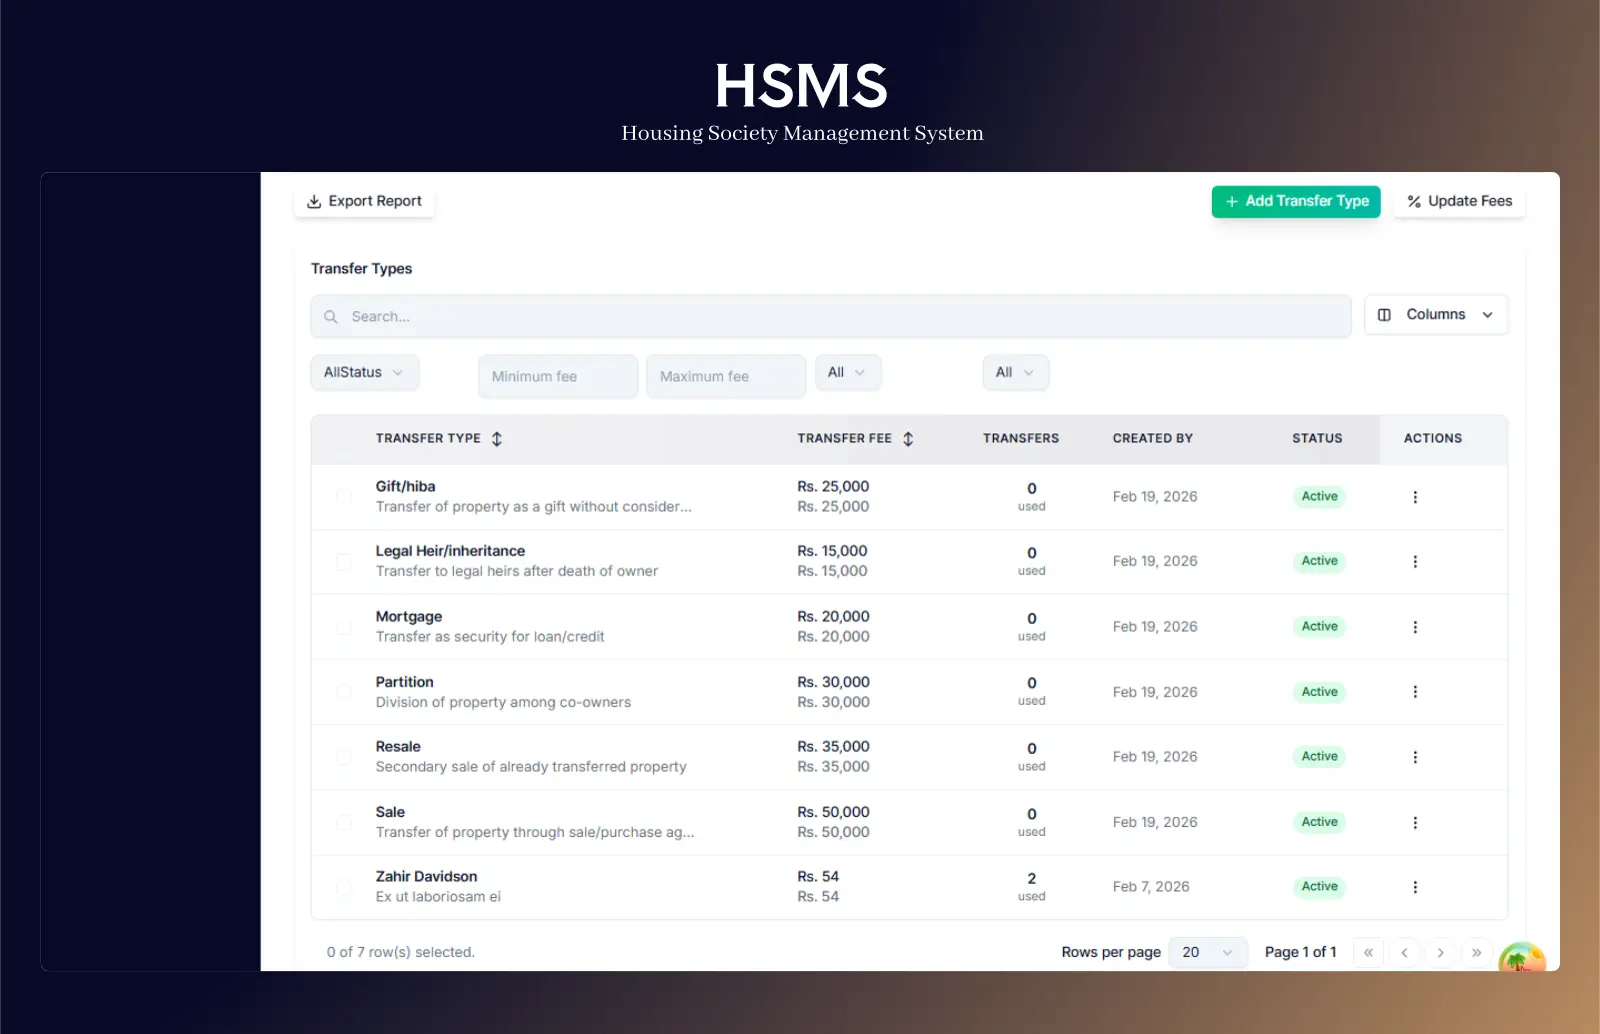 HSMS
Housing Society Management System
Export Report
Add Transfer Type
Update Fees
Transfer Types
Search...
Columns
AllStatus
Minimum fee
Maximum fee
All
All
TRANSFER TYPE
TRANSFER FEE
TRANSFERS
CREATED BY
STATUS
ACTIONS
Gift/hiba
Transfer of property as a gift without consider...
Rs. 25,000
Rs. 25,000
0
used
Feb 19, 2026
Active
Legal Heir/inheritance
Transfer to legal heirs after death of owner
Rs. 15,000
Rs. 15,000
0
used
Feb 19, 2026
Active
Mortgage
Transfer as security for loan/credit
Rs. 20,000
Rs. 20,000
0
used
Feb 19, 2026
Active
Partition
Division of property among co-owners
Rs. 30,000
Rs. 30,000
0
used
Feb 19, 2026
Active
Resale
Secondary sale of already transferred property
Rs. 35,000
Rs. 35,000
0
used
Feb 19, 2026
Active
Sale
Transfer of property through sale/purchase ag...
Rs. 50,000
Rs. 50,000
0
used
Feb 19, 2026
Active
Zahir Davidson
Ex ut laboriosam ei
Rs. 54
Rs. 54
2
used
Feb 7, 2026
Active
0 of 7 row(s) selected.
Rows per page
20
Page 1 of 1